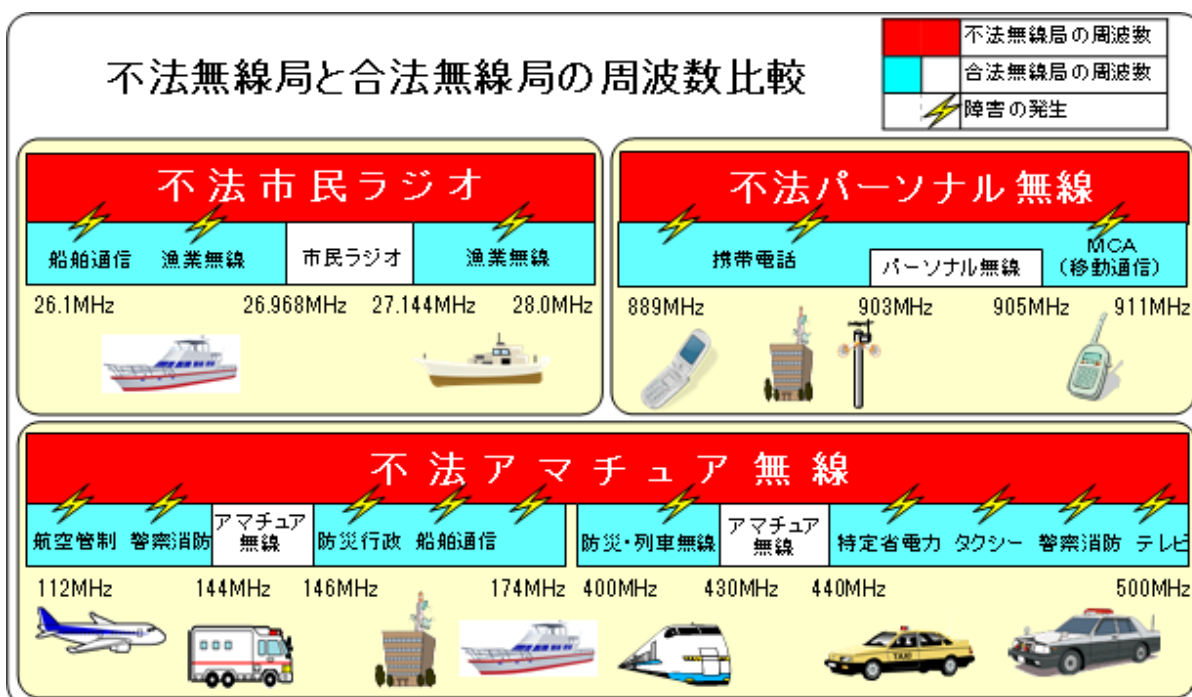 不法無線局と合法無線局の周波数比較
不法無線局の周波数
合法無線局の周波数
障害の発生
不法市民ラジオ
船舶通信 漁業無線 市民ラジオ 漁業無線
26.1MHz 26.968MHz 27.144MHz 28.0MHz
不法パーソナル無線
携帯電話 パーソナル無線 MCA
(移動通信)
889MHz 903MHz 905MHz 911MHz
不法アマチュア無線
航空管制 警察消防 アマチュア
無線 防災行政 船舶通信 防災・列車無線 アマチュア
無線 特定省電力 タクシー 警察消防 テレビ
112MHz 144MHz 146MHz 174MHz 400MHz 430MHz 440MHz 500MHz
TAXI